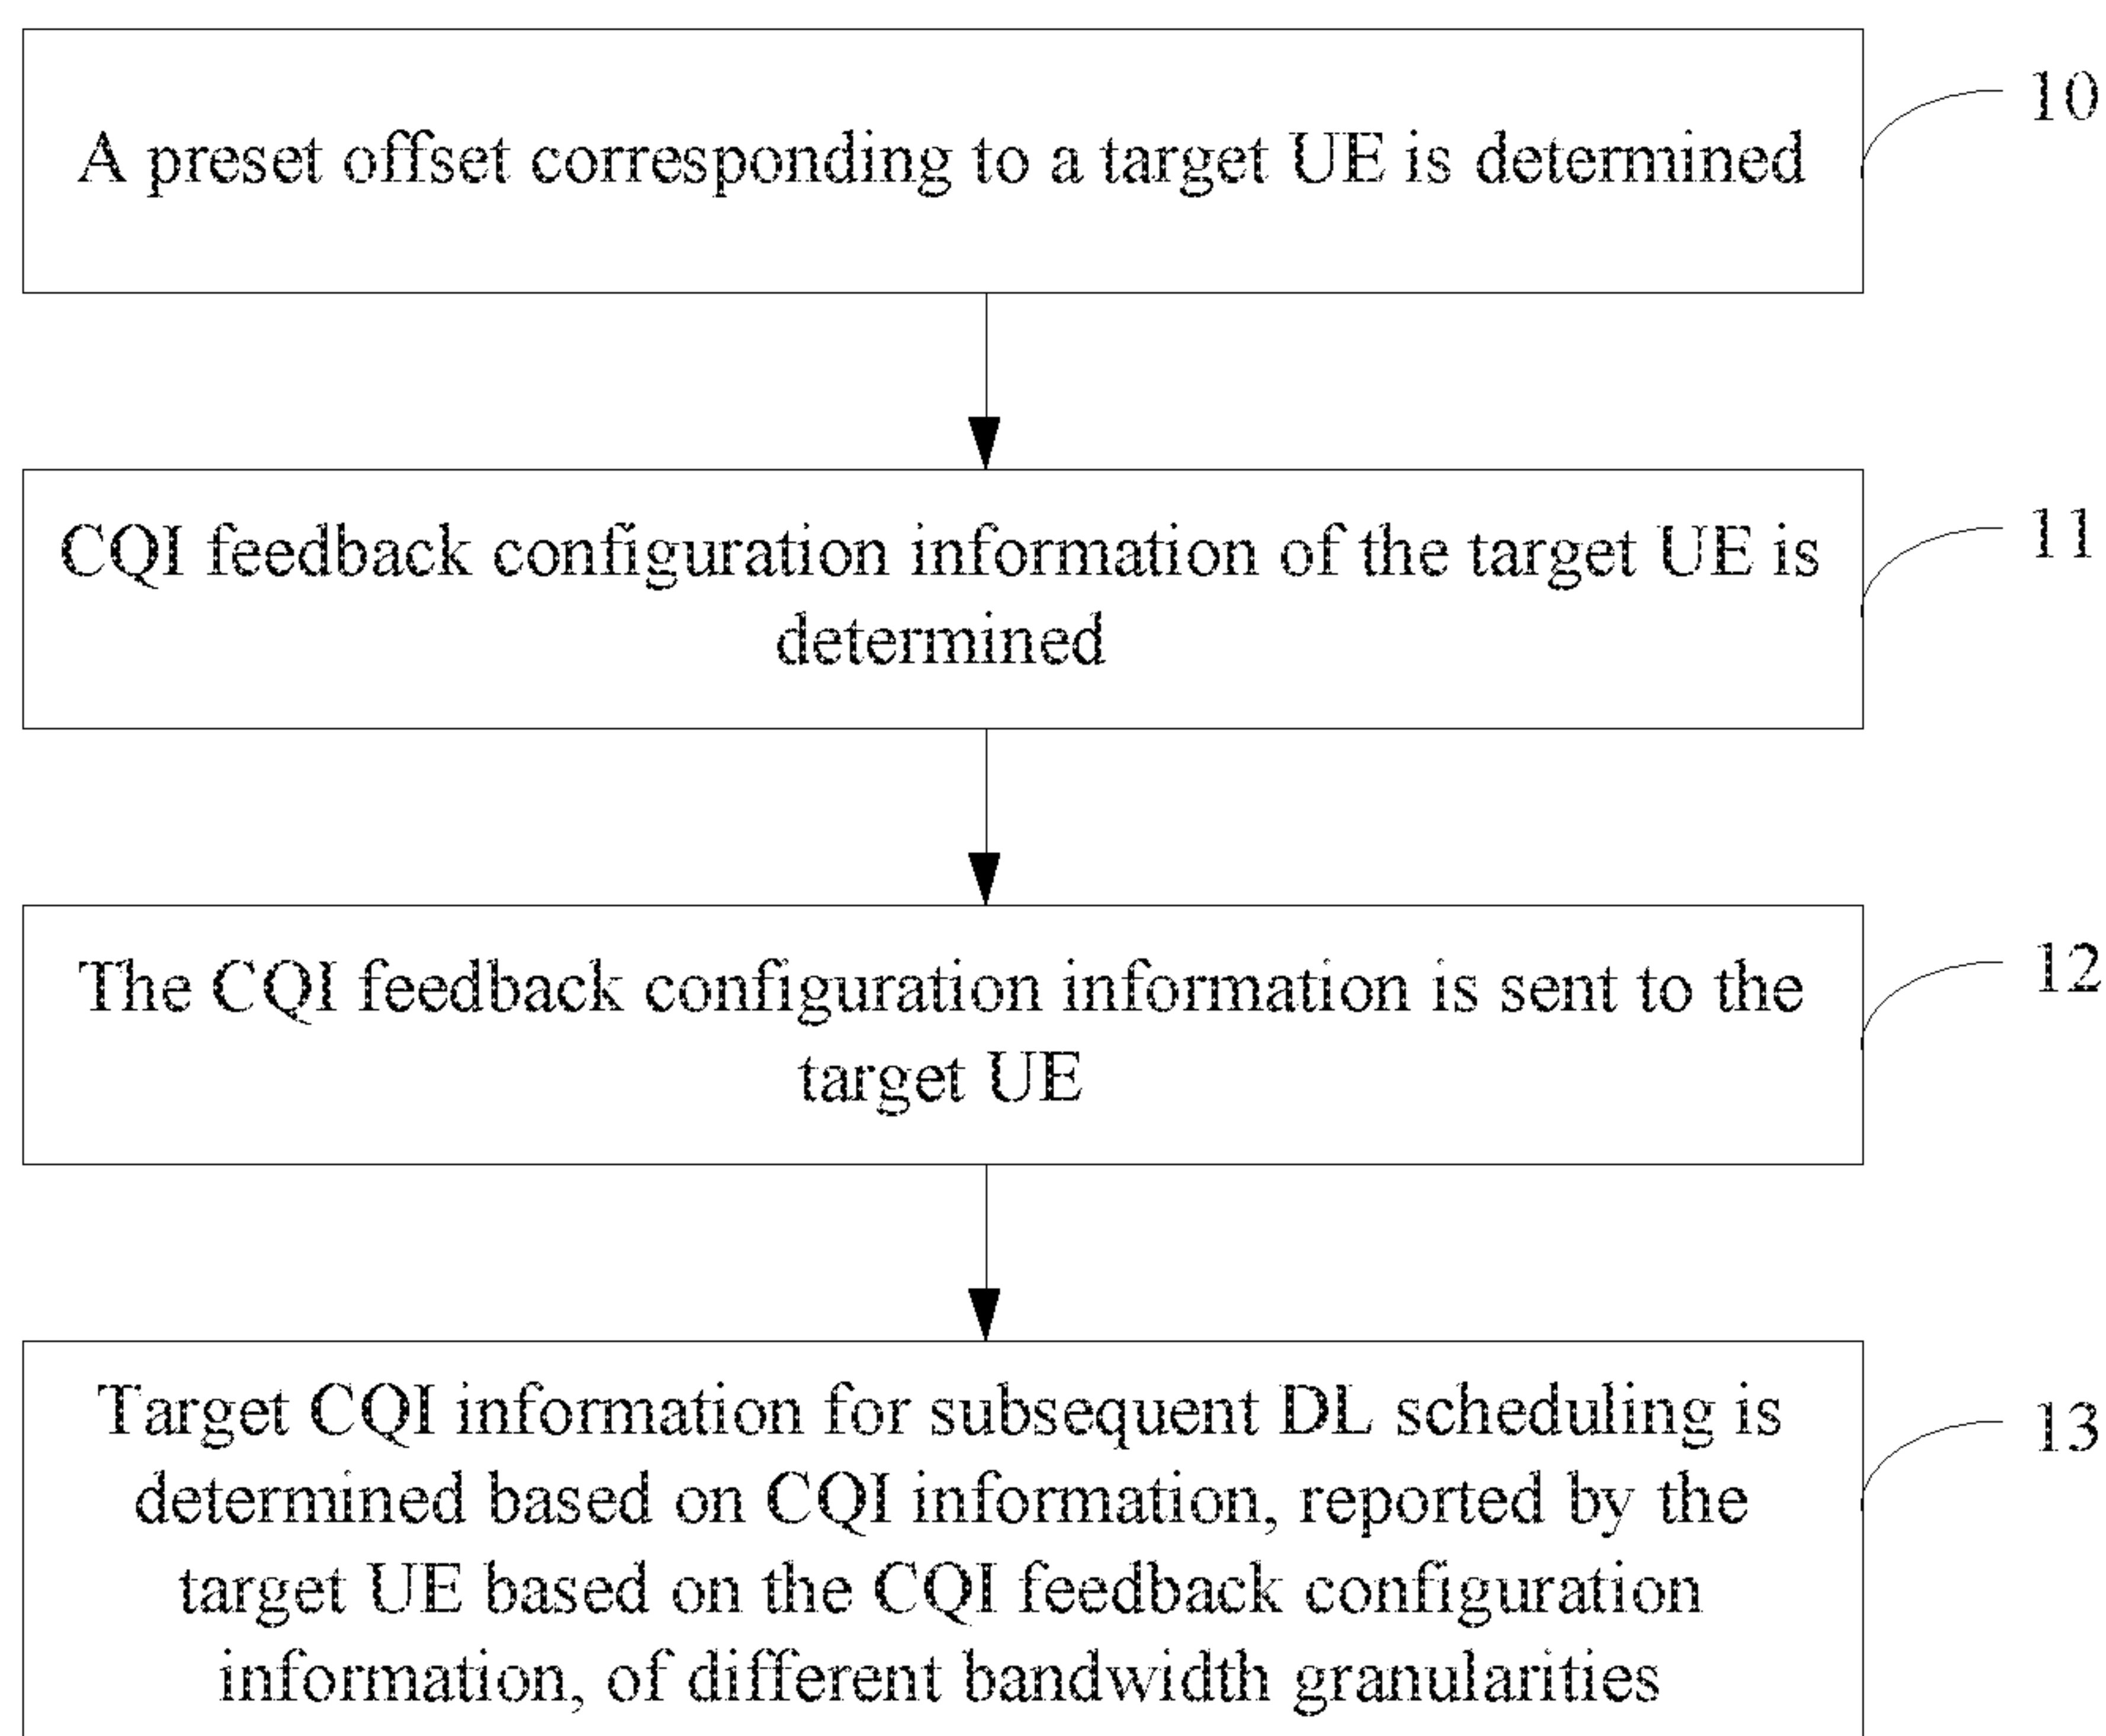 A preset offset corresponding to a target UE is determined
10
CQI feedback configuration information of the target UE is
determined
11
The CQI feedback configuration information is sent to the
target UE
12
Target CQI information for subsequent DL scheduling is
determined based on CQI information, reported by the
target UE based on the CQI feedback configuration
information, of different bandwidth granularities
13